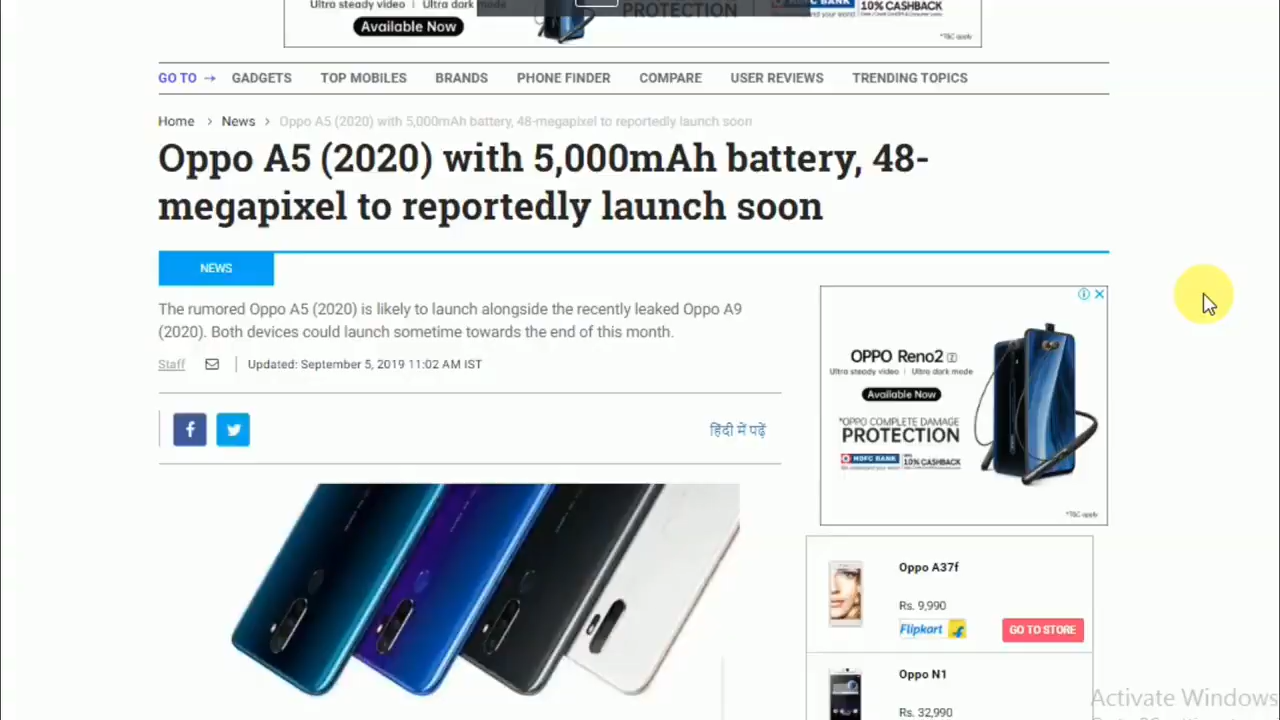 Ultra steady video | Ultra dark mode
PROTECTION
HDFC BANK
10% CASHBACK
Available Now
*T&C apply
GO TO → GADGETS TOP MOBILES BRANDS PHONE FINDER COMPARE USER REVIEWS TRENDING TOPICS
Home > News > Oppo A5 (2020) with 5,000mAh battery, 48-megapixel to reportedly launch soon
Oppo A5 (2020) with 5,000mAh battery, 48-
megapixel to reportedly launch soon
NEWS
The rumored Oppo A5 (2020) is likely to launch alongside the recently leaked Oppo A9
(2020). Both devices could launch sometime towards the end of this month.
Staff | Updated: September 5, 2019 11:02 AM IST
हिंदी में पढ़ें
OPPO Reno2 Z
Ultra steady video | Ultra dark mode
Available Now
*OPPO COMPLETE DAMAGE
PROTECTION
HDFC BANK
10% CASHBACK
*T&C apply
Oppo A37f
Rs. 9,990
Flipkart
GO TO STORE
Oppo N1
Rs. 32,990
Activate Windows